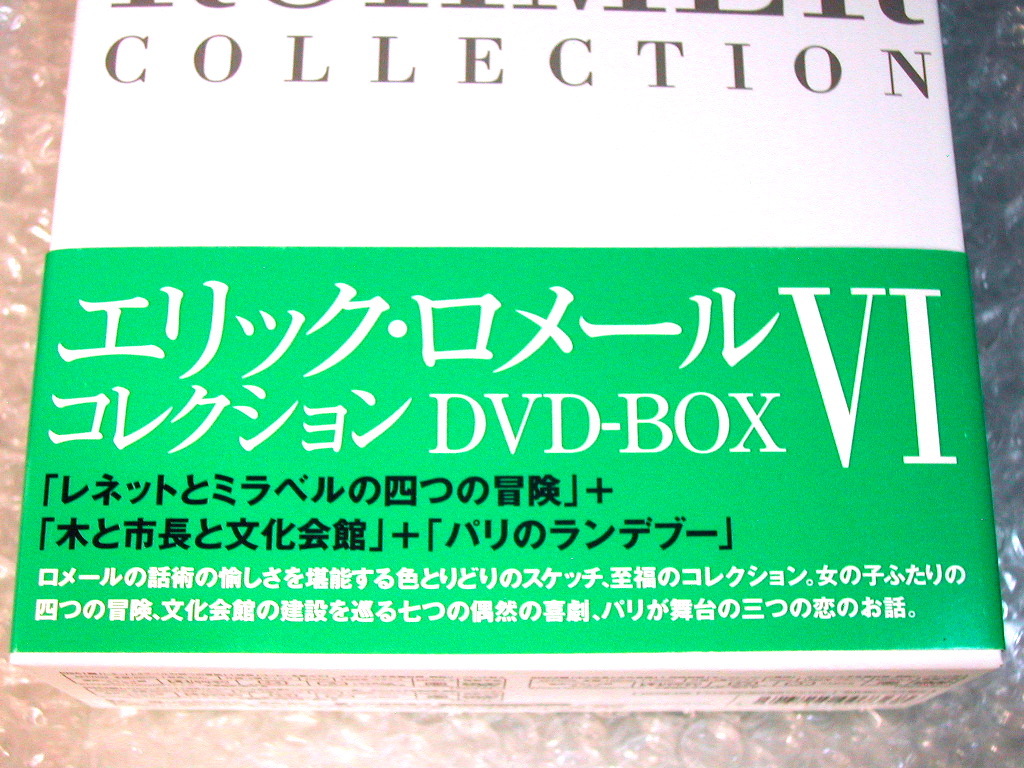 ROHMER
COLLECTION
エリック・ロメール VI
コレクション DVD-BOX
「レネットとミラベルの四つの冒険」+
「木と市長と文化会館」+「パリのランデブー」
ロメールの話術の愉しさを堪能する色とりどりのスケッチ、至福のコレクション。女の子ふたりの
四つの冒険、文化会館の建設を巡る七つの偶然の喜劇、パリが舞台の三つの恋のお話。